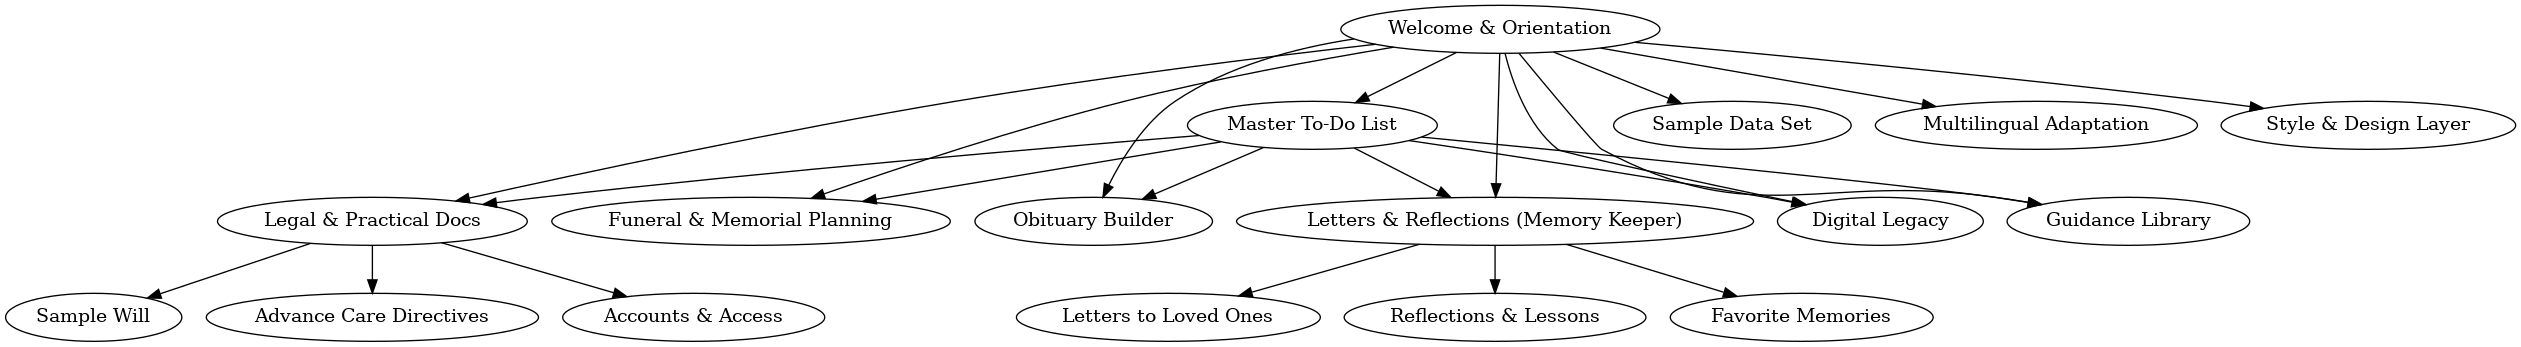 Welcome & Orientation
Master To-Do List
Sample Data Set
Multilingual Adaptation
Style & Design Layer
Legal & Practical Docs
Funeral & Memorial Planning
Obituary Builder
Letters & Reflections (Memory Keeper)
Digital Legacy
Guidance Library
Sample Will
Advance Care Directives
Accounts & Access
Letters to Loved Ones
Reflections & Lessons
Favorite Memories